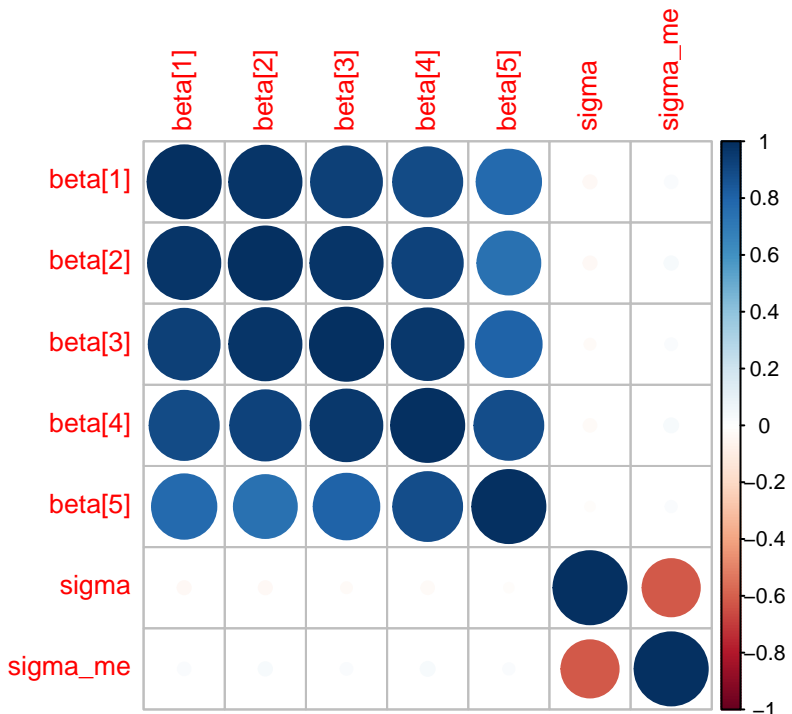 beta[1]
beta[2]
beta[3]
beta[4]
beta[5]
sigma
sigma_me
beta[1]
beta[2]
beta[3]
beta[4]
beta[5]
sigma
sigma_me
1
0.8
0.6
0.4
0.2
0
−0.2
−0.4
−0.6
−0.8
−1